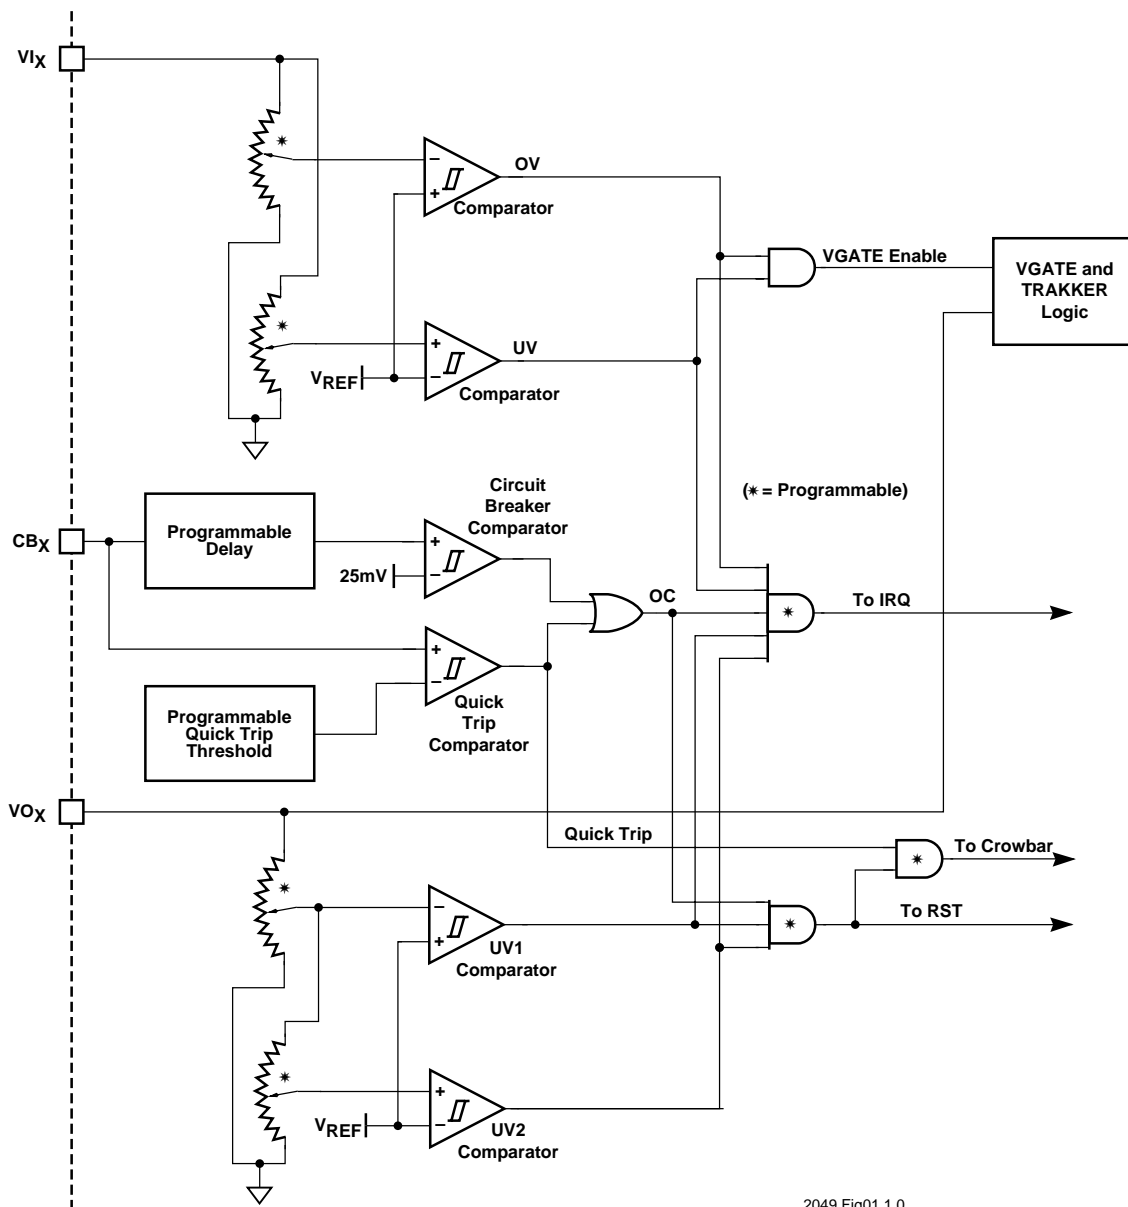 VIX
*
−
+
OV
Comparator
VGATE Enable
VGATE and
TRAKKER
Logic
*
+
−
UV
VREF
Comparator
(* = Programmable)
Circuit
Breaker
Comparator
CBX
Programmable
Delay
+
−
25mV
OC
*
To IRQ
+
−
Programmable
Quick Trip
Threshold
Quick
Trip
Comparator
VOX
Quick Trip
*
To Crowbar
*
−
+
UV1
Comparator
*
To RST
*
+
−
VREF
UV2
Comparator
2049 Fig01 1.0